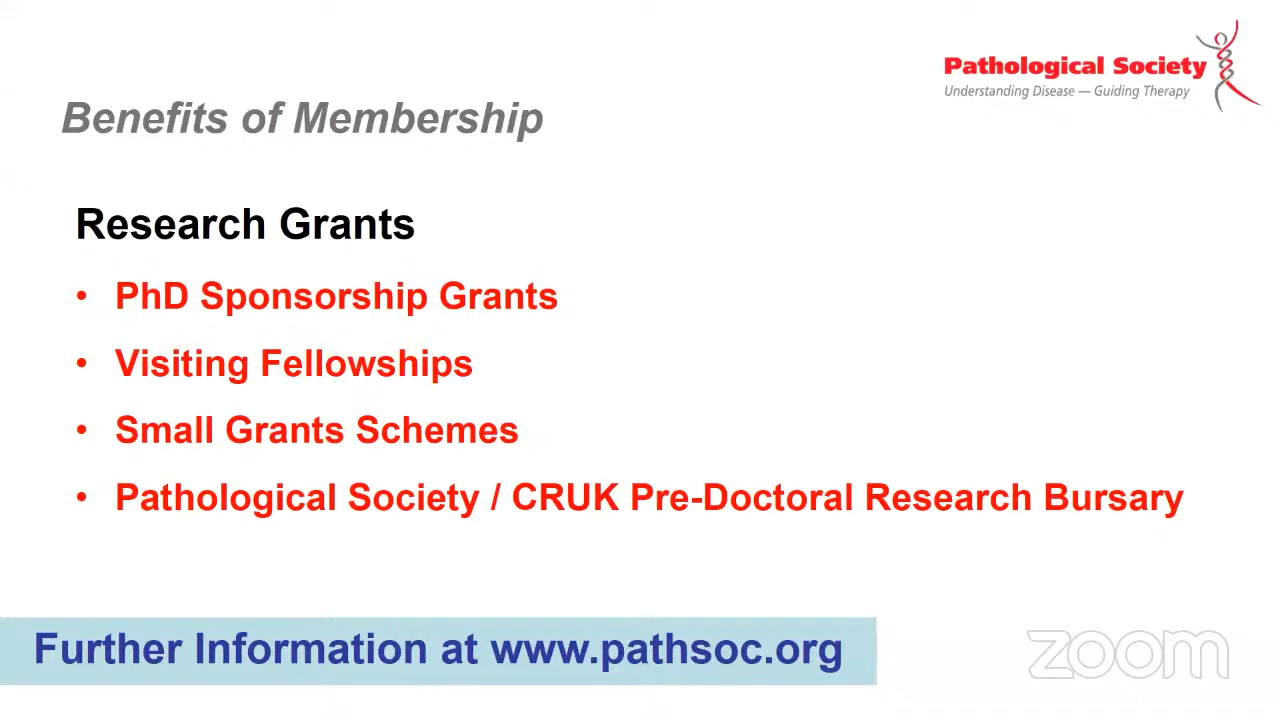 Pathological Society
Understanding Disease — Guiding Therapy
Benefits of Membership
Research Grants
• PhD Sponsorship Grants
• Visiting Fellowships
• Small Grants Schemes
• Pathological Society / CRUK Pre-Doctoral Research Bursary
Further Information at www.pathsoc.org
zoom